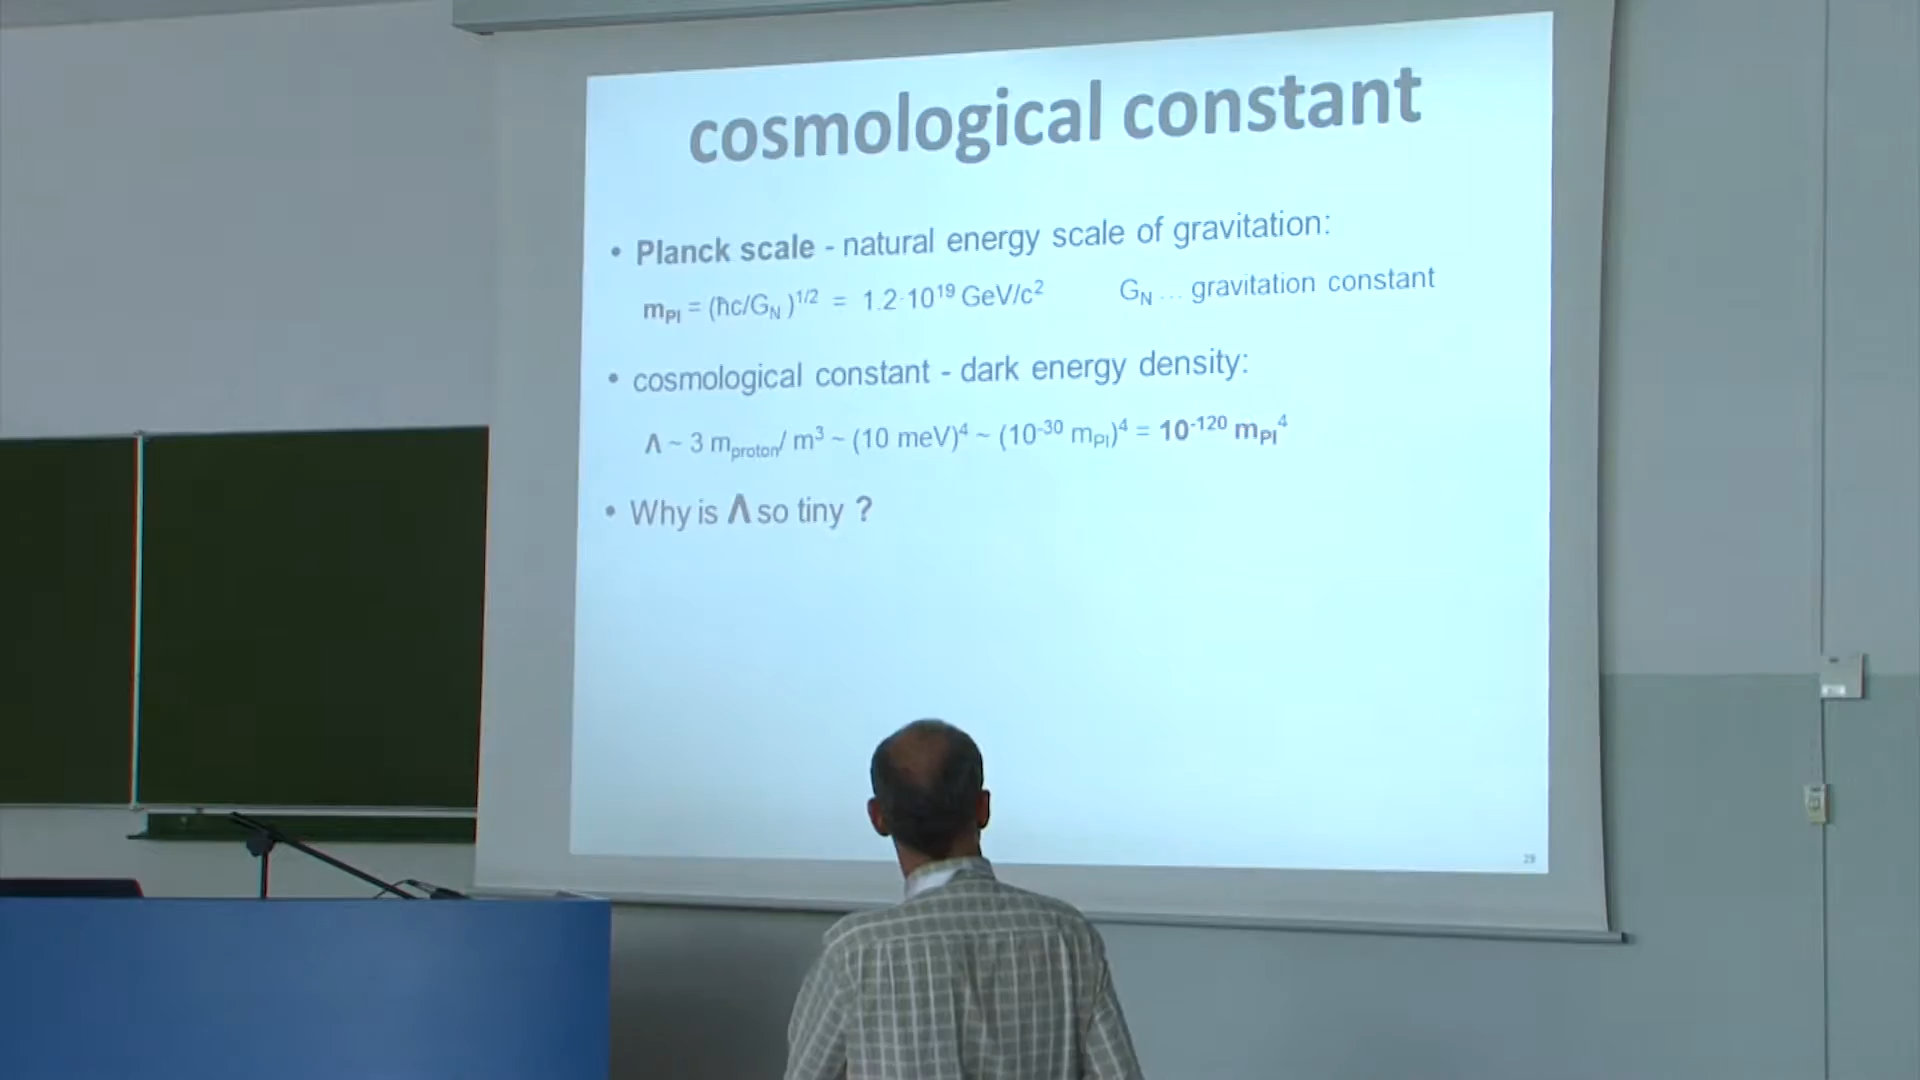 cosmological constant
• Planck scale - natural energy scale of gravitation:
m_Pl = (ħc/G_N)^1/2 = 1.2·10^19 GeV/c^2 G_N ... gravitation constant
• cosmological constant - dark energy density:
Λ ~ 3 m_proton/ m^3 ~ (10 meV)^4 ~ (10^-30 m_Pl)^4 = 10^-120 m_Pl^4
• Why is Λ so tiny ?
29